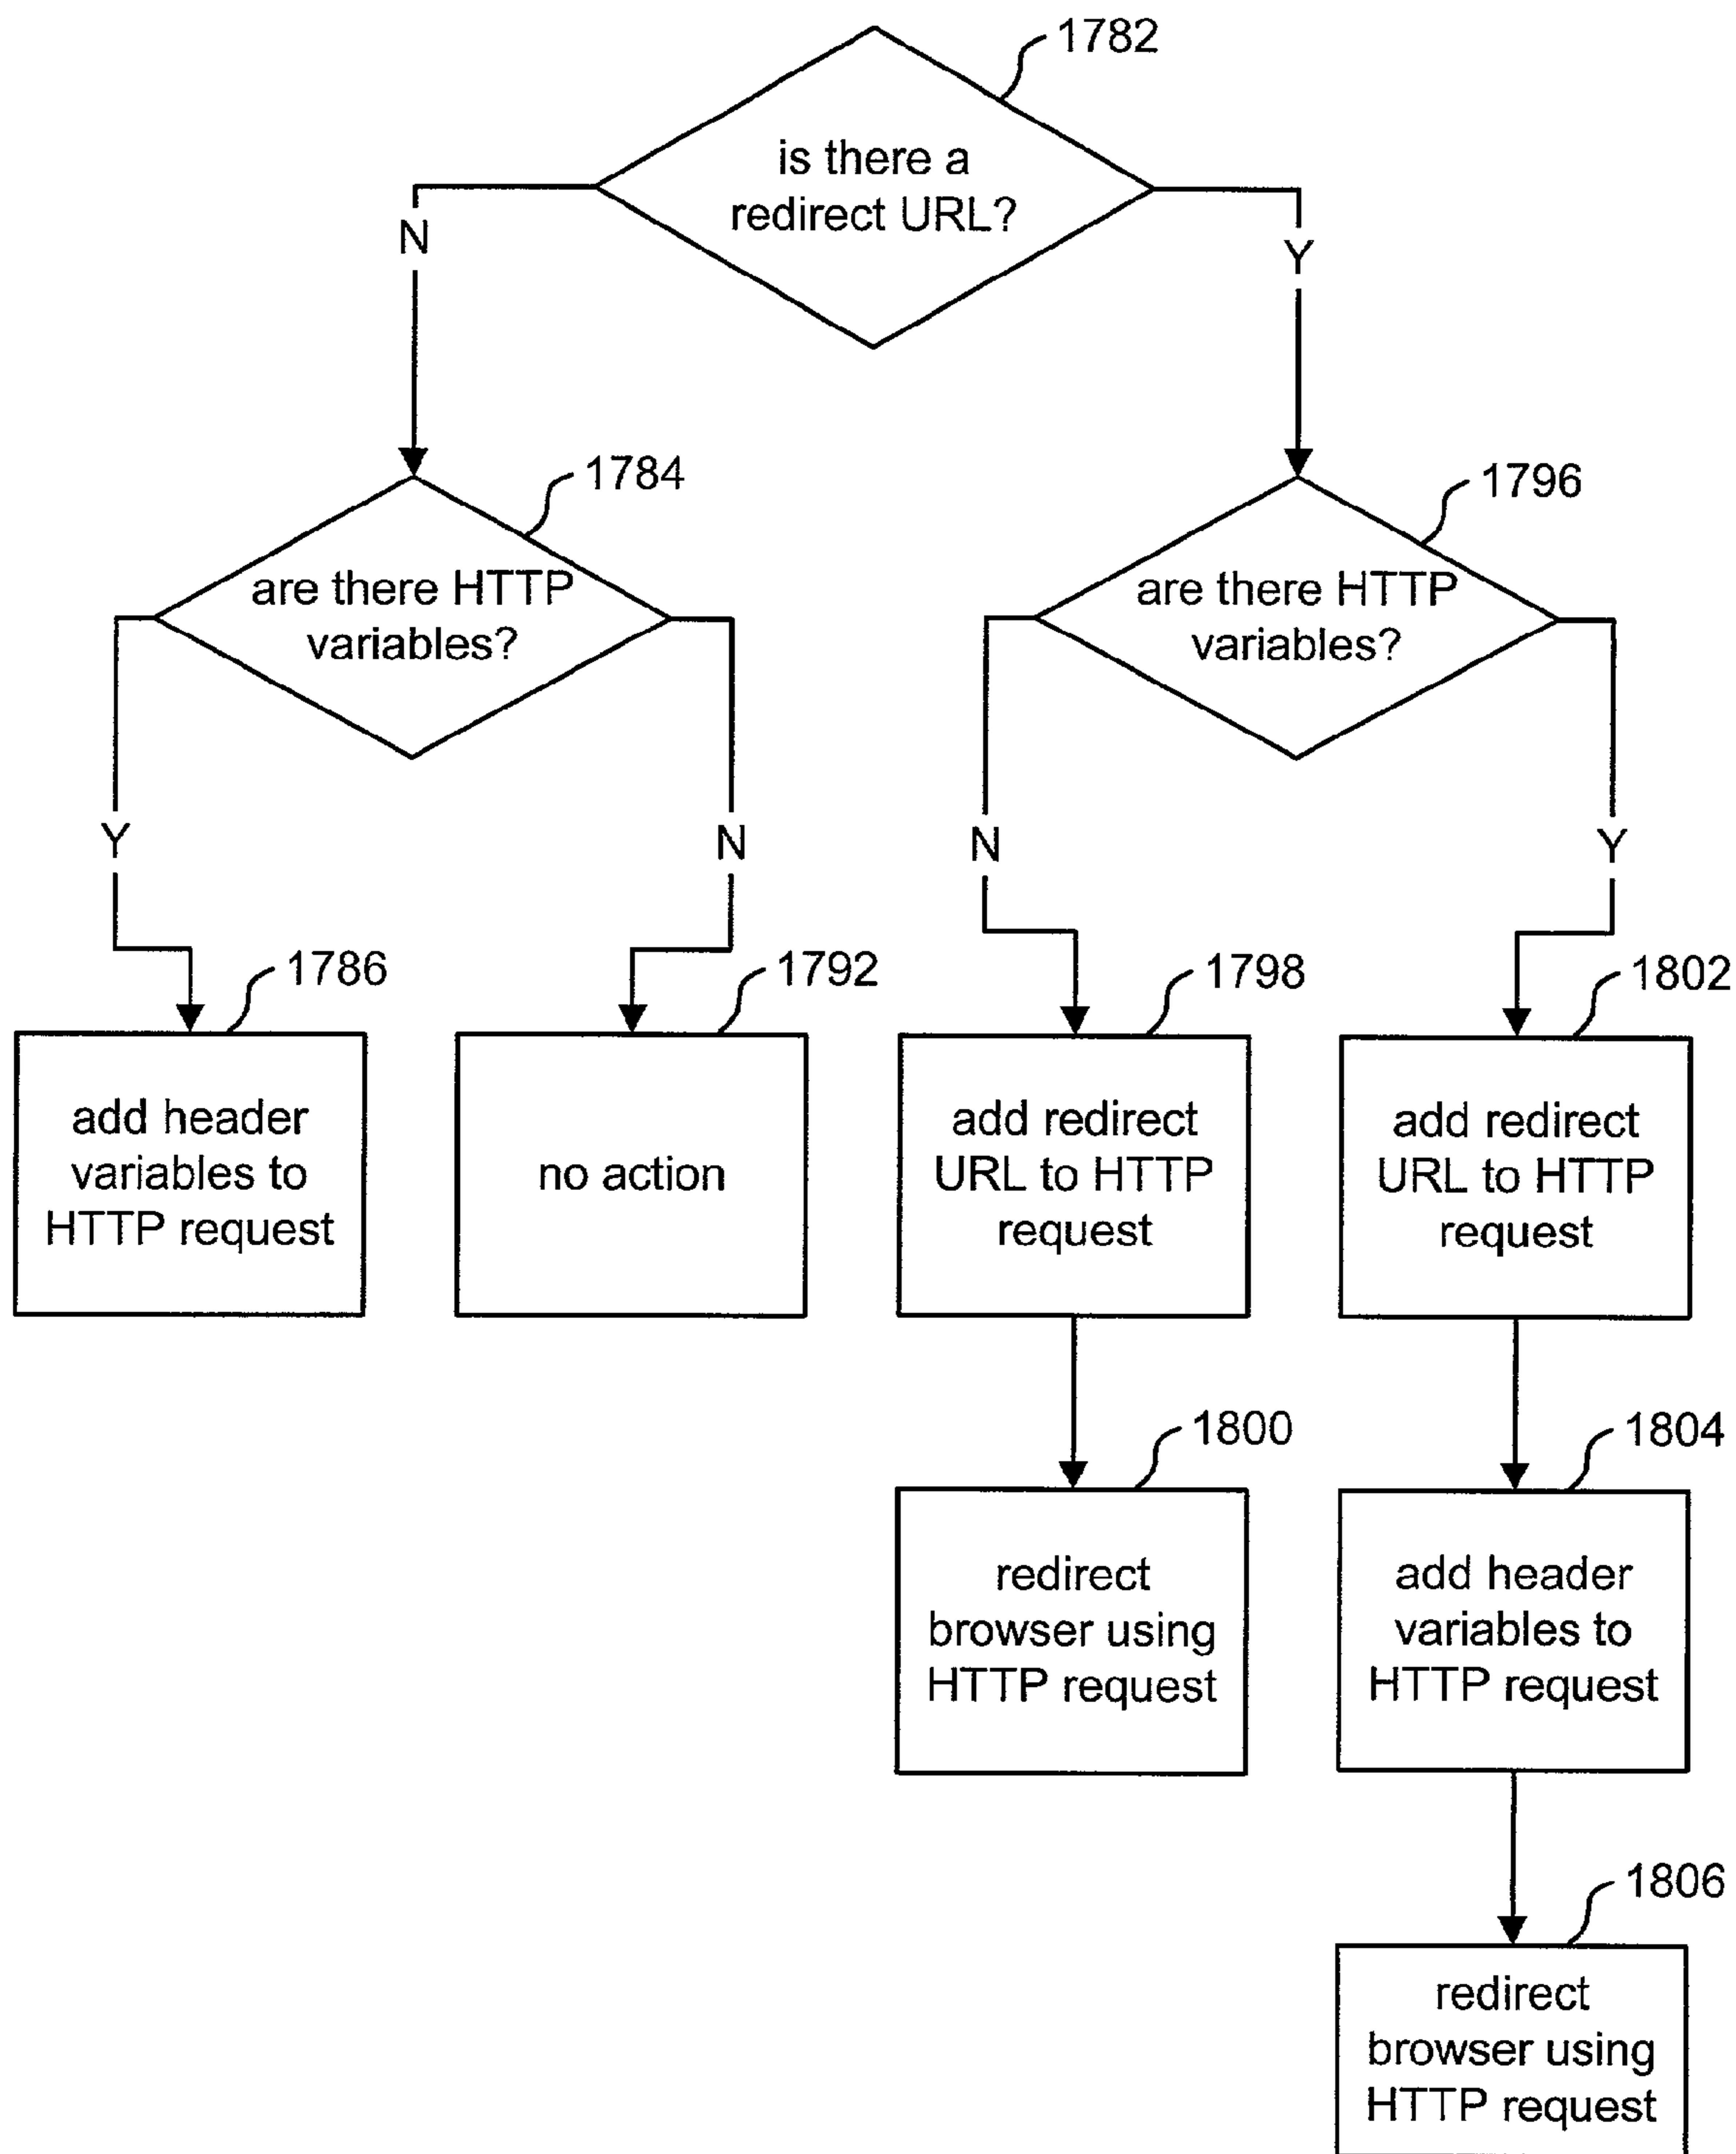 1782
is there a
redirect URL?
N
Y
1784
1796
are there HTTP
variables?
are there HTTP
variables?
Y
N
N
Y
1786
1792
1798
1802
add header
variables to
HTTP request
no action
add redirect
URL to HTTP
request
add redirect
URL to HTTP
request
1800
1804
redirect
browser using
HTTP request
add header
variables to
HTTP request
1806
redirect
browser using
HTTP request